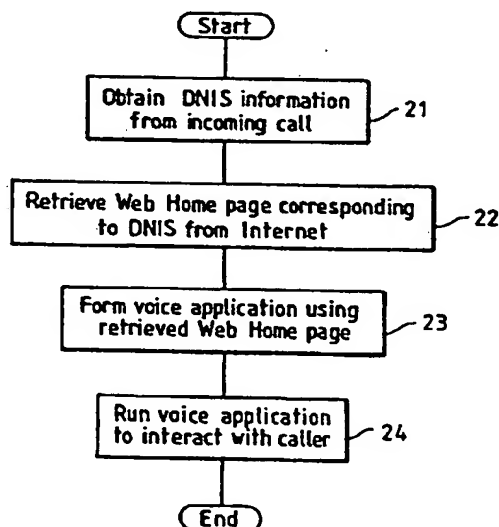 Start
Obtain DNIS information
from incoming call
21
Retrieve Web Home page corresponding
to DNIS from Internet
22
Form voice application using
retrieved Web Home page
23
Run voice application
to interact with caller
24
End